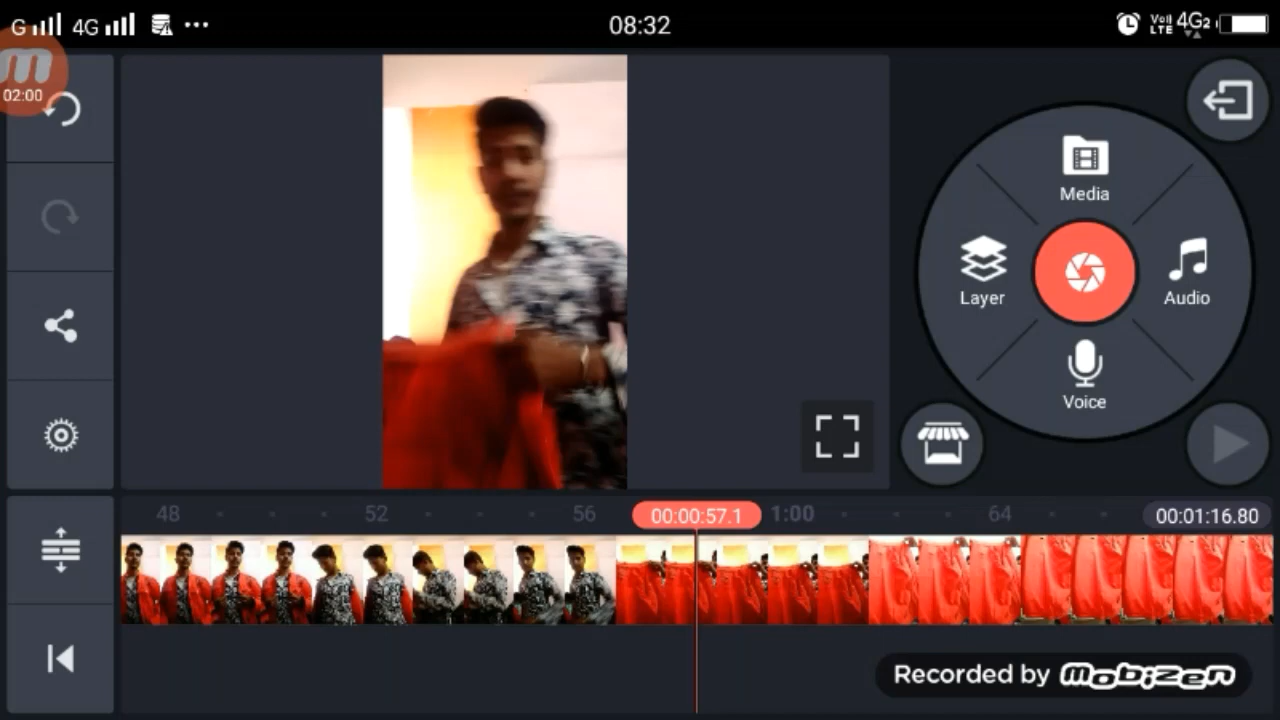 G 4G 08:32 Voll LTE 4G2
m
02:00
Media
Layer
Audio
Voice
48 52 56 00:00:57.1 1:00 64 00:01:16.80
Recorded by mobizen